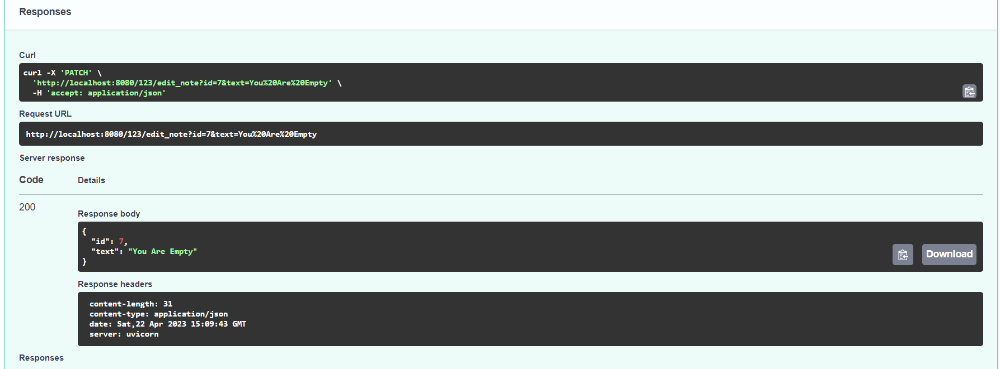 Responses
Curl
curl -X 'PATCH' \
'http://localhost:8080/123/edit_note?id=7&text=You%20Are%20Empty' \
-H 'accept: application/json'
Request URL
http://localhost:8080/123/edit_note?id=7&text=You%20Are%20Empty
Server response
Code Details
200
Response body
{
"id": 7,
"text": "You Are Empty"
}
Download
Response headers
content-length: 31
content-type: application/json
date: Sat,22 Apr 2023 15:09:43 GMT
server: uvicorn
Responses